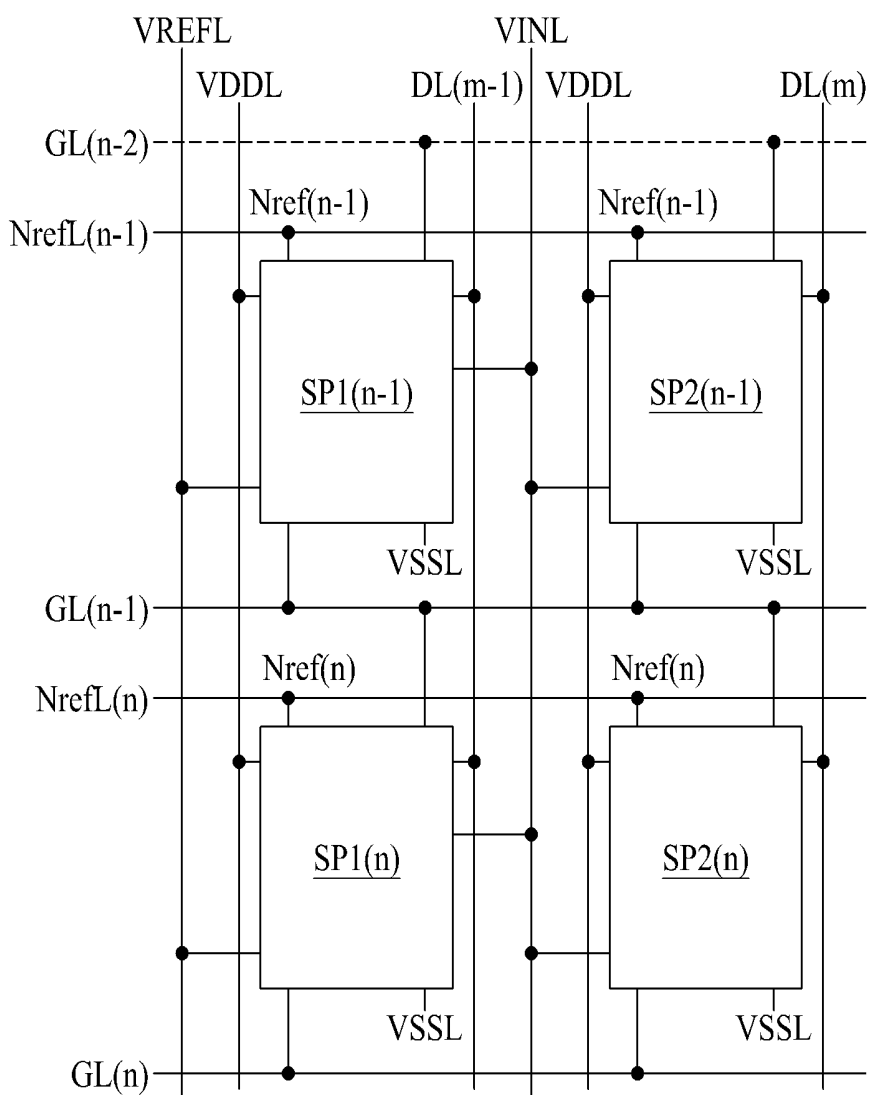 VREFL VINL
VDDL DL(m-1) VDDL DL(m)
GL(n-2)
Nref(n-1) Nref(n-1)
NrefL(n-1)
SP1(n-1) SP2(n-1)
VSSL VSSL
GL(n-1)
Nref(n) Nref(n)
NrefL(n)
SP1(n) SP2(n)
VSSL VSSL
GL(n)